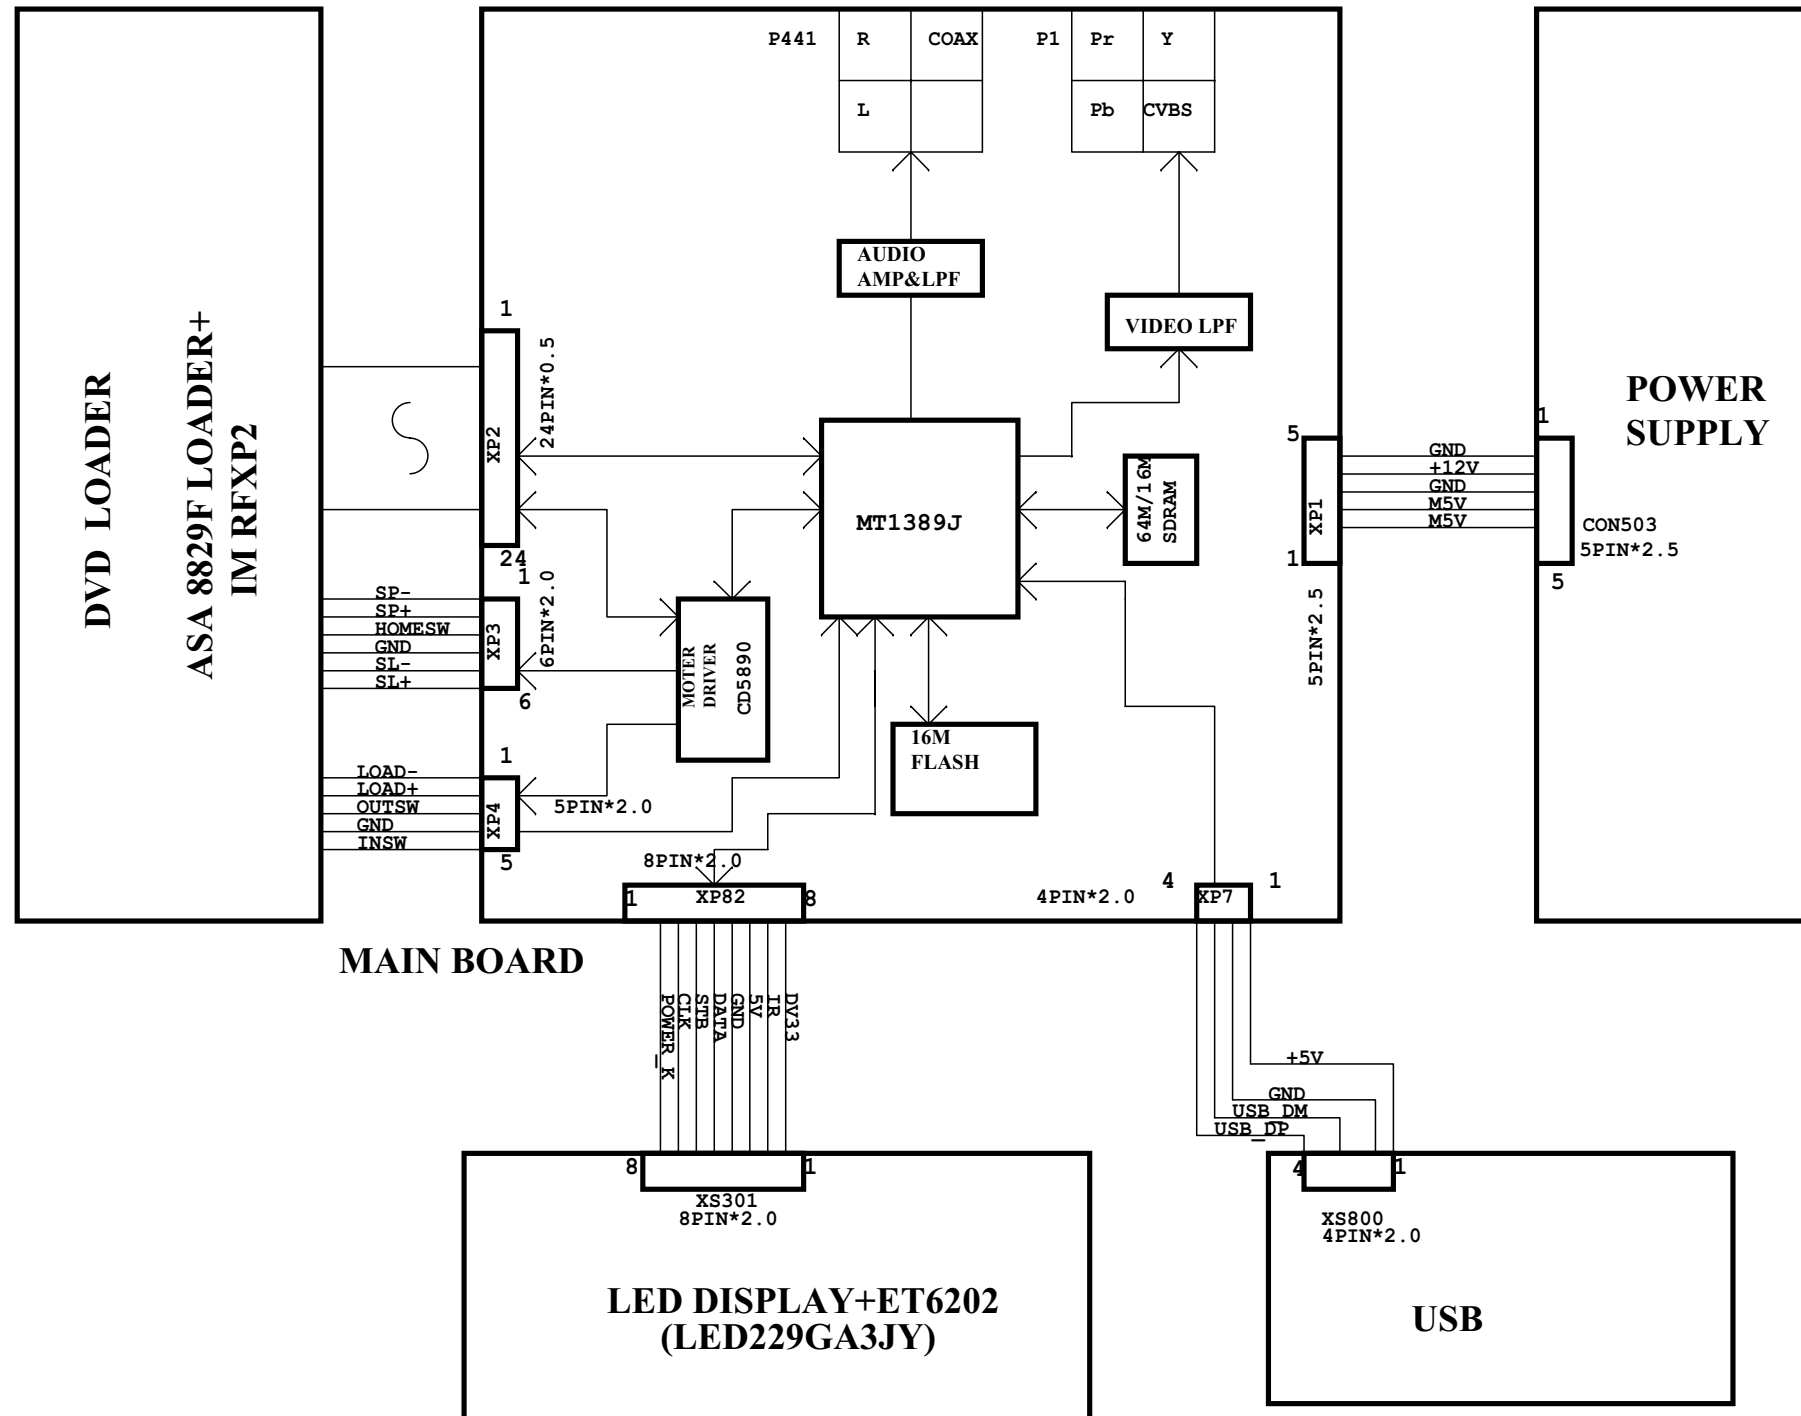 P441
R
COAX
P1
Pr
Y
L
Pb
CVBS
AUDIO
AMP&LPF
VIDEO LPF
DVD LOADER
ASA 8829F LOADER+
IM RFXP2
1
XP2
24PIN*0.5
24
MT1389J
64M/16M
SDRAM
5
XP1
1
5PIN*2.5
GND
+12V
GND
M5V
M5V
POWER
SUPPLY
1
CON503
5PIN*2.5
5
SP-
SP+
HOMESW
GND
SL-
SL+
1
XP3
6PIN*2.0
6
MOTER
DRIVER
CD5890
16M
FLASH
LOAD-
LOAD+
OUTSW
GND
INSW
1
XP4
5PIN*2.0
5
8PIN*2.0
1
XP82
8
4PIN*2.0
4
XP7
1
MAIN BOARD
POWER_K
CLK
STB
DATA
GND
5V
IR
DV33
+5V
GND
USB_DM
USB_DP
8
1
XS301
8PIN*2.0
LED DISPLAY+ET6202
(LED229GA3JY)
4
1
XS800
4PIN*2.0
USB